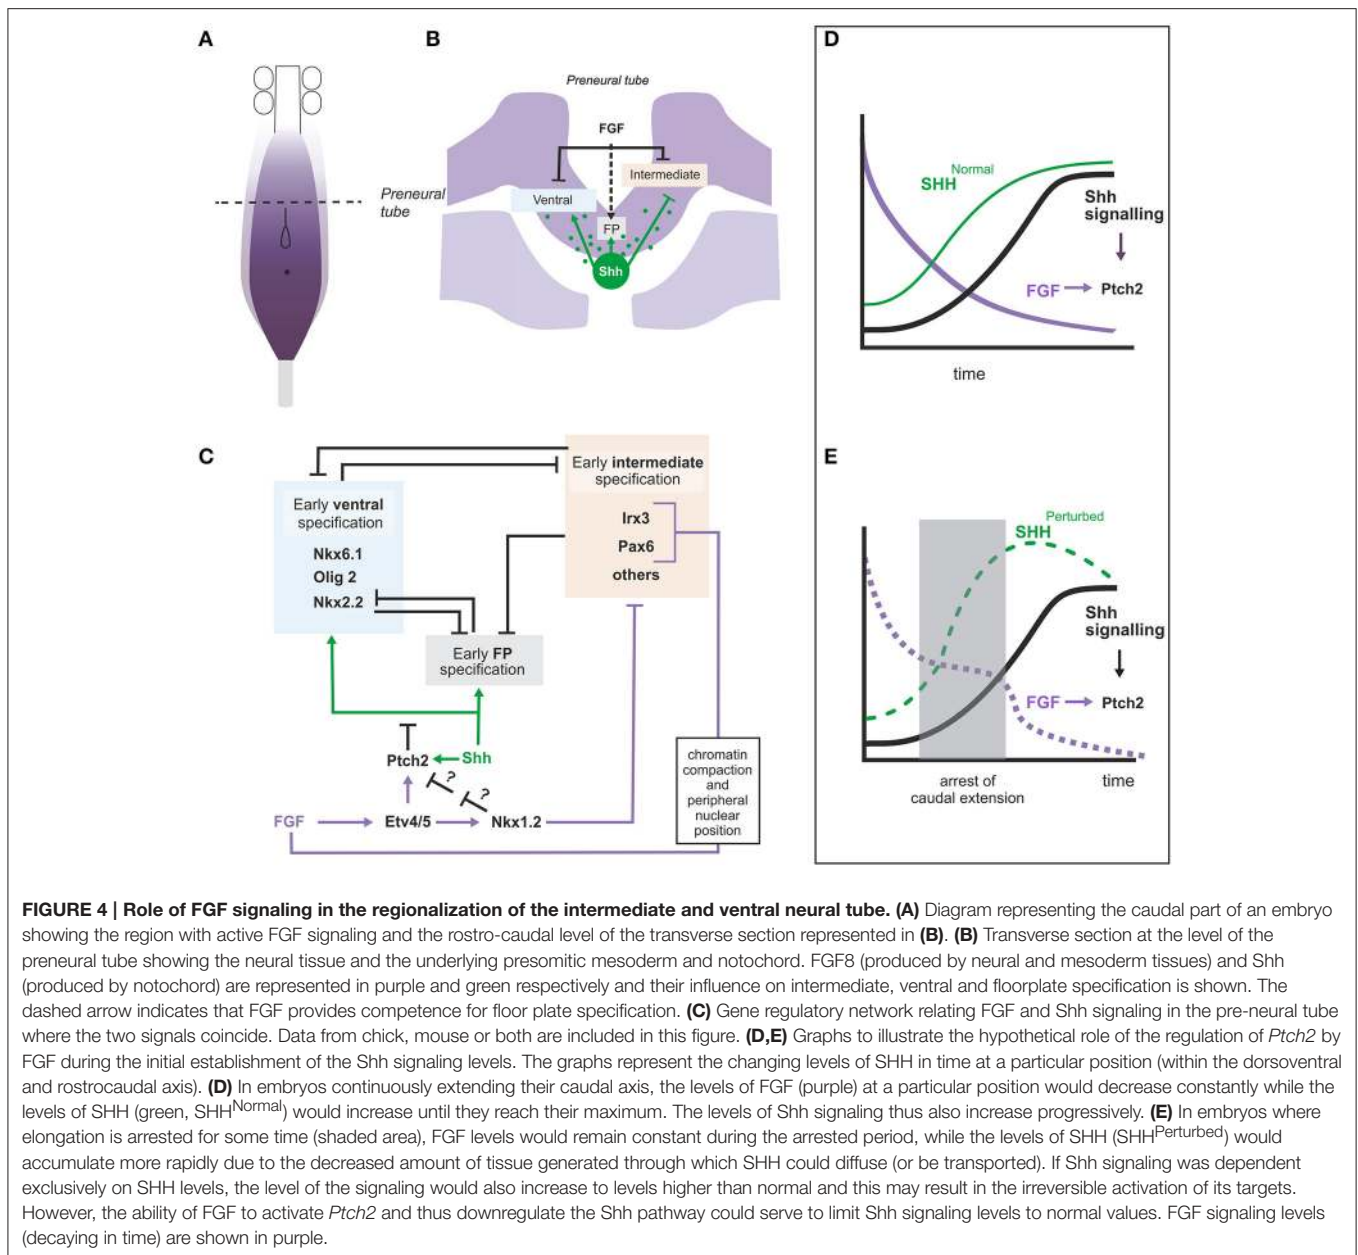 A
Preneural
tube
B
Preneural tube
FGF
Intermediate
Ventral
FP
Shh
D
SHH Normal
Shh
signalling
FGF
Ptch2
time
C
Early intermediate
specification
Irx3
Pax6
others
Early ventral
specification
Nkx6.1
Olig 2
Nkx2.2
Early FP
specification
Ptch2
Shh
?
?
FGF
Etv4/5
Nkx1.2
chromatin
compaction
and
peripheral
nuclear
position
E
SHH Perturbed
Shh
signalling
FGF
Ptch2
arrest of
caudal extension
time
FIGURE 4 | Role of FGF signaling in the regionalization of the intermediate and ventral neural tube. (A) Diagram representing the caudal part of an embryo
showing the region with active FGF signaling and the rostro-caudal level of the transverse section represented in (B). (B) Transverse section at the level of the
preneural tube showing the neural tissue and the underlying presomitic mesoderm and notochord. FGF8 (produced by neural and mesoderm tissues) and Shh
(produced by notochord) are represented in purple and green respectively and their influence on intermediate, ventral and floorplate specification is shown. The
dashed arrow indicates that FGF provides competence for floor plate specification. (C) Gene regulatory network relating FGF and Shh signaling in the pre-neural tube
where the two signals coincide. Data from chick, mouse or both are included in this figure. (D,E) Graphs to illustrate the hypothetical role of the regulation of Ptch2 by
FGF during the initial establishment of the Shh signaling levels. The graphs represent the changing levels of SHH in time at a particular position (within the dorsoventral
and rostrocaudal axis). (D) In embryos continuously extending their caudal axis, the levels of FGF (purple) at a particular position would decrease constantly while the
levels of SHH (green, SHHNormal) would increase until they reach their maximum. The levels of Shh signaling thus also increase progressively. (E) In embryos where
elongation is arrested for some time (shaded area), FGF levels would remain constant during the arrested period, while the levels of SHH (SHHPerturbed) would
accumulate more rapidly due to the decreased amount of tissue generated through which SHH could diffuse (or be transported). If Shh signaling was dependent
exclusively on SHH levels, the level of the signaling would also increase to levels higher than normal and this may result in the irreversible activation of its targets.
However, the ability of FGF to activate Ptch2 and thus downregulate the Shh pathway could serve to limit Shh signaling levels to normal values. FGF signaling levels
(decaying in time) are shown in purple.